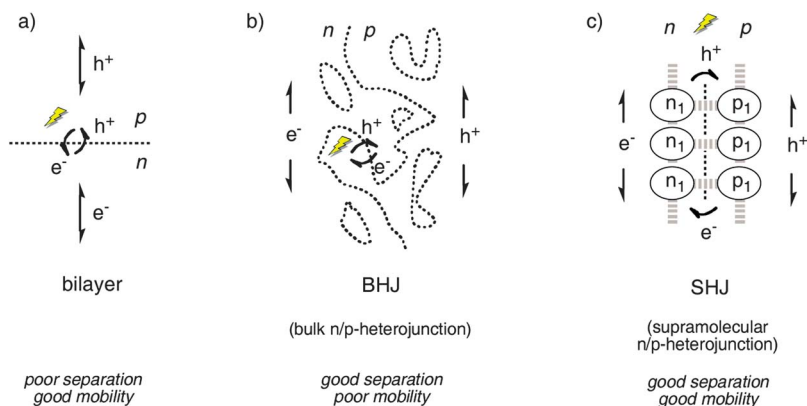 a)
h+
h+
p
e-
n
e-
bilayer
poor separation
good mobility
b)
n p
e-
h+
h+
e-
BHJ
(bulk n/p-heterojunction)
good separation
poor mobility
c)
n p
h+
n1 p1
e- n1 p1 h+
n1 p1
e-
SHJ
(supramolecular
n/p-heterojunction)
good separation
good mobility